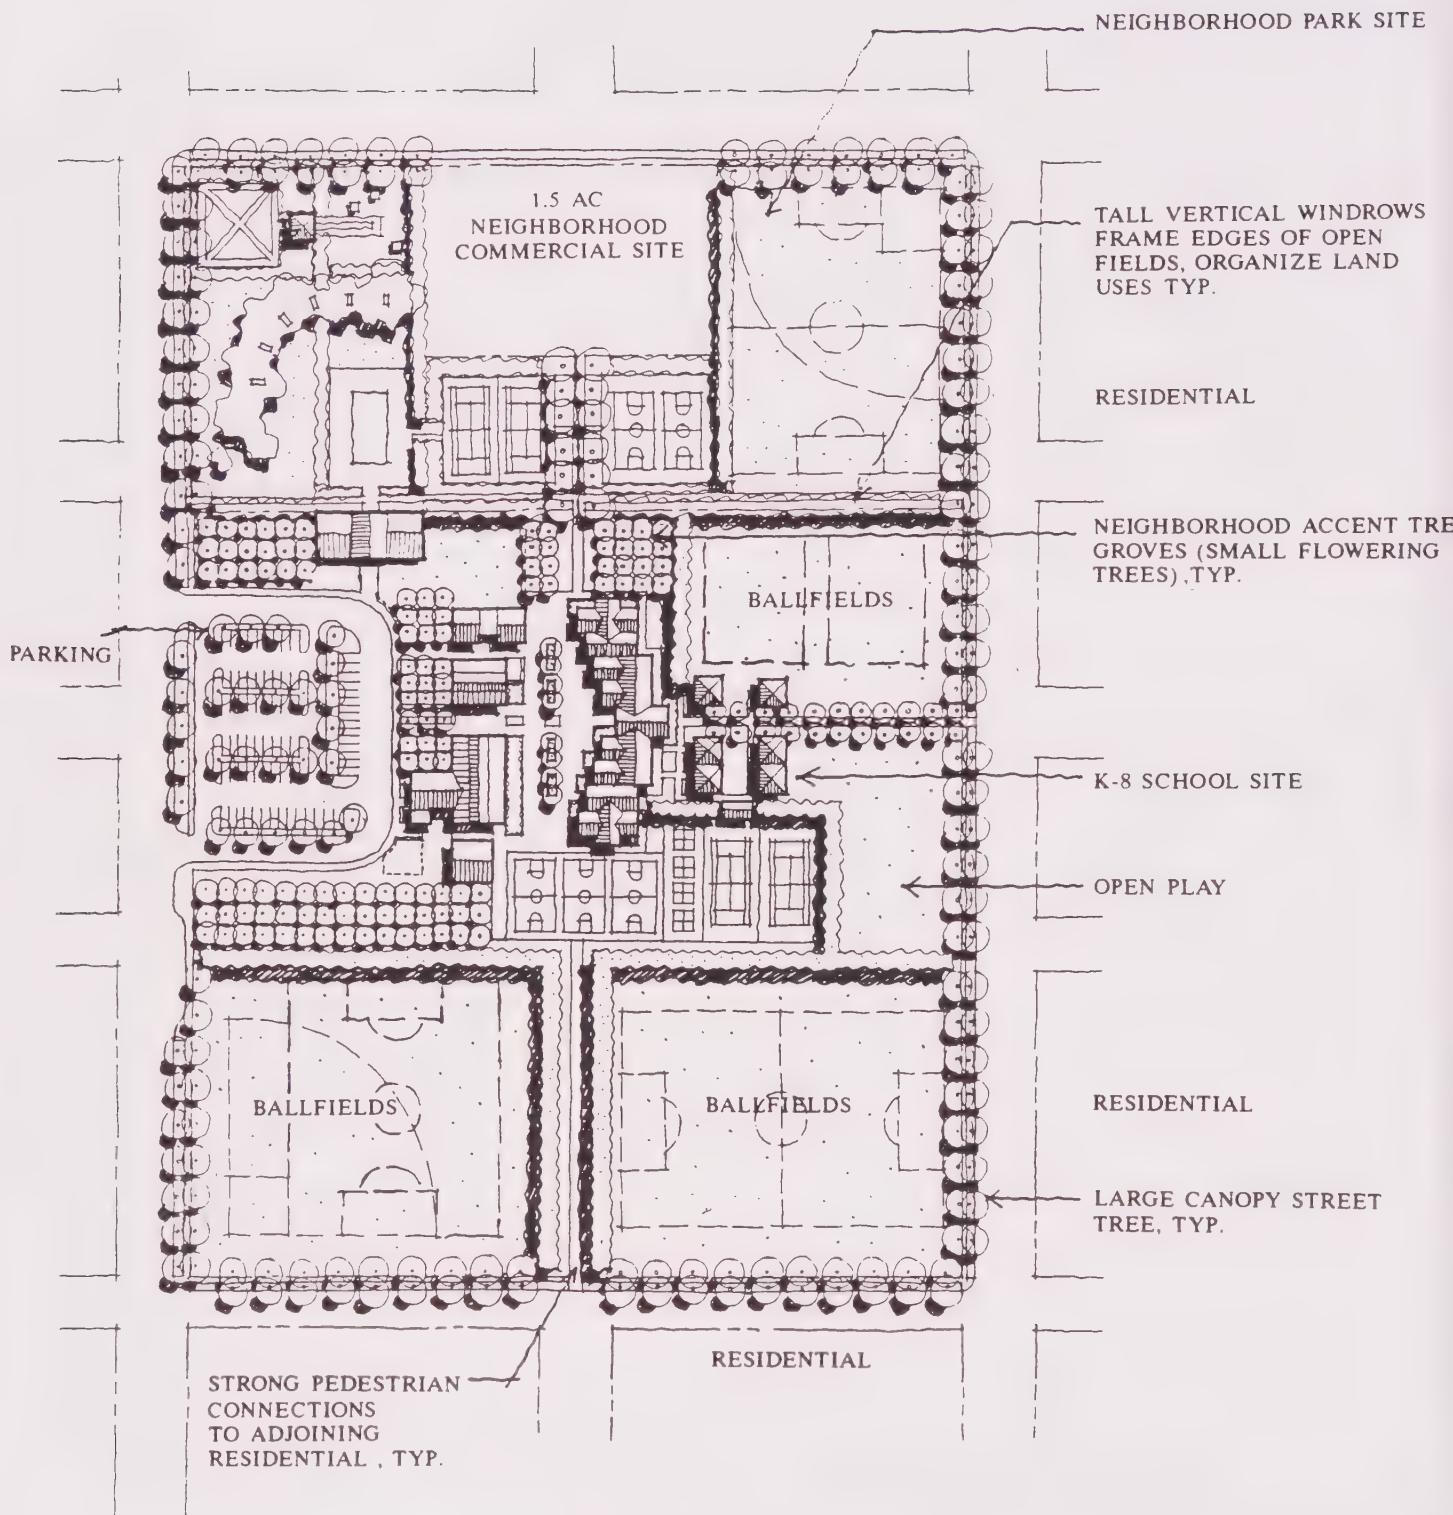 NEIGHBORHOOD PARK SITE
1.5 AC
NEIGHBORHOOD
COMMERCIAL SITE
TALL VERTICAL WINDROWS
FRAME EDGES OF OPEN
FIELDS, ORGANIZE LAND
USES TYP.
RESIDENTIAL
NEIGHBORHOOD ACCENT TRE
GROVES (SMALL FLOWERING
TREES) ,TYP.
BALLFIELDS
PARKING
K-8 SCHOOL SITE
OPEN PLAY
BALLFIELDS
BALLFIELDS
RESIDENTIAL
LARGE CANOPY STREET
TREE, TYP.
RESIDENTIAL
STRONG PEDESTRIAN
CONNECTIONS
TO ADJOINING
RESIDENTIAL , TYP.